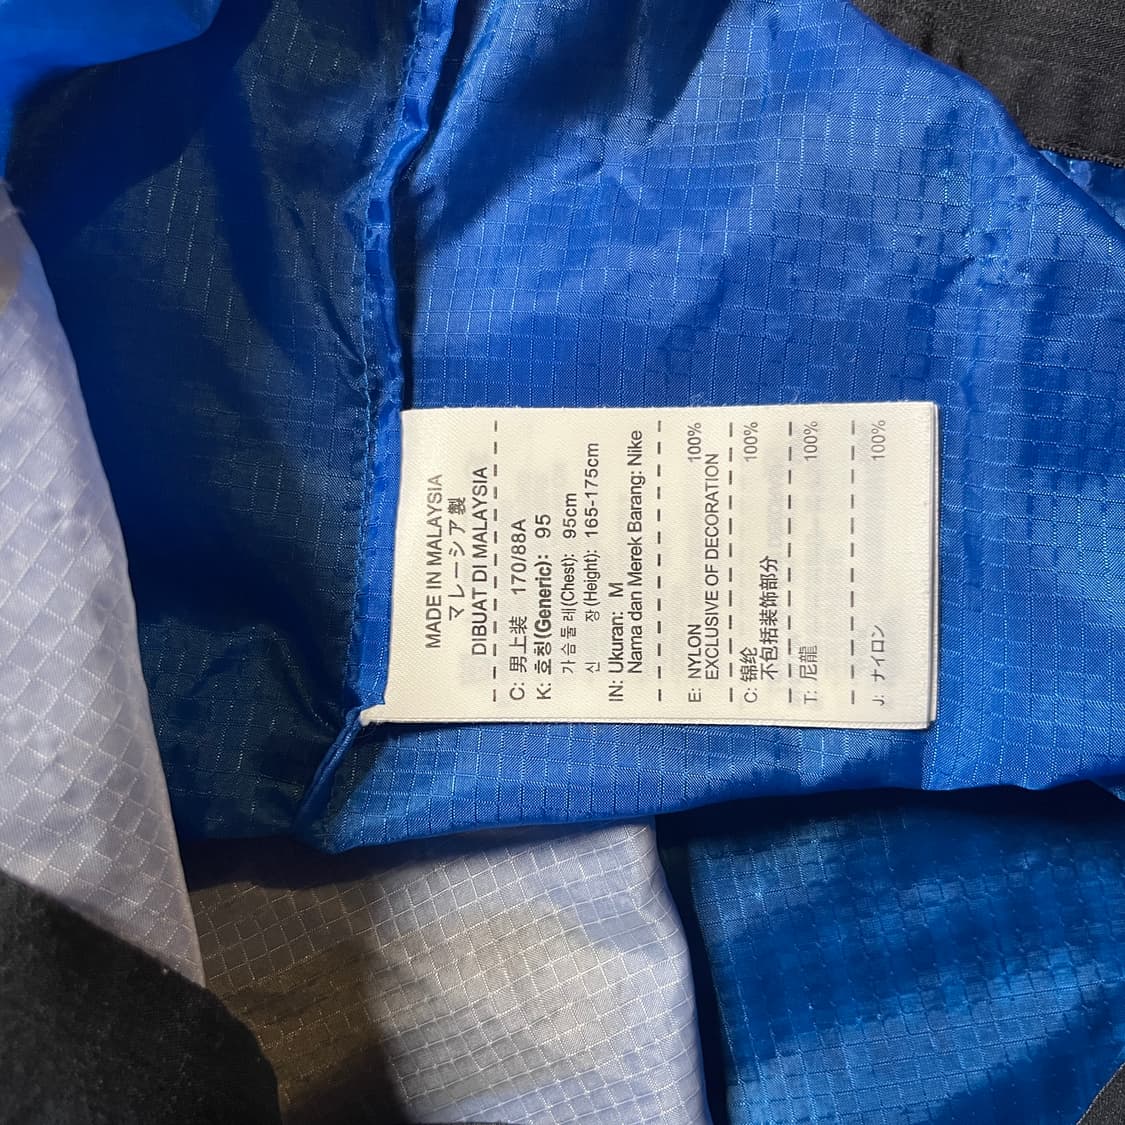 MADE IN MALAYSIA
マレーシア製
DIBUAT DI MALAYSIA
C: 男上装 170/88A
K: 호칭(Generic): 95
가슴둘레(Chest): 95cm
신 장(Height): 165-175cm
IN: Ukuran: M
Nama dan Merek Barang: Nike
E: NYLON 100%
EXCLUSIVE OF DECORATION
C: 锦纶 100%
不包括装饰部分
T: 尼龍 100%
J: ナイロン 100%